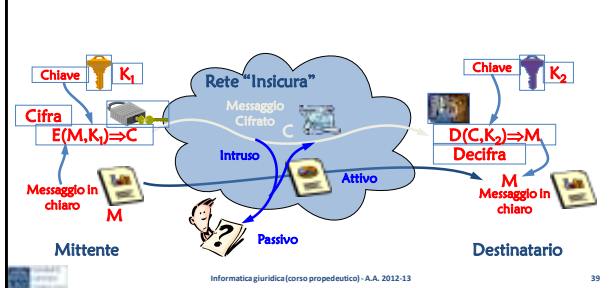 Chiave
K1
Cifra
E(M,K1)⇒C
Messaggio in
chiaro
M
Mittente
Rete "Insicura"
Messaggio
Cifrato
C
Intruso
Attivo
Passivo
?
Chiave
K2
D(C,K2)⇒M
Decifra
M
Messaggio in
chiaro
Destinatario
Informatica giuridica (corso propedeutico) - A.A. 2012-13
39